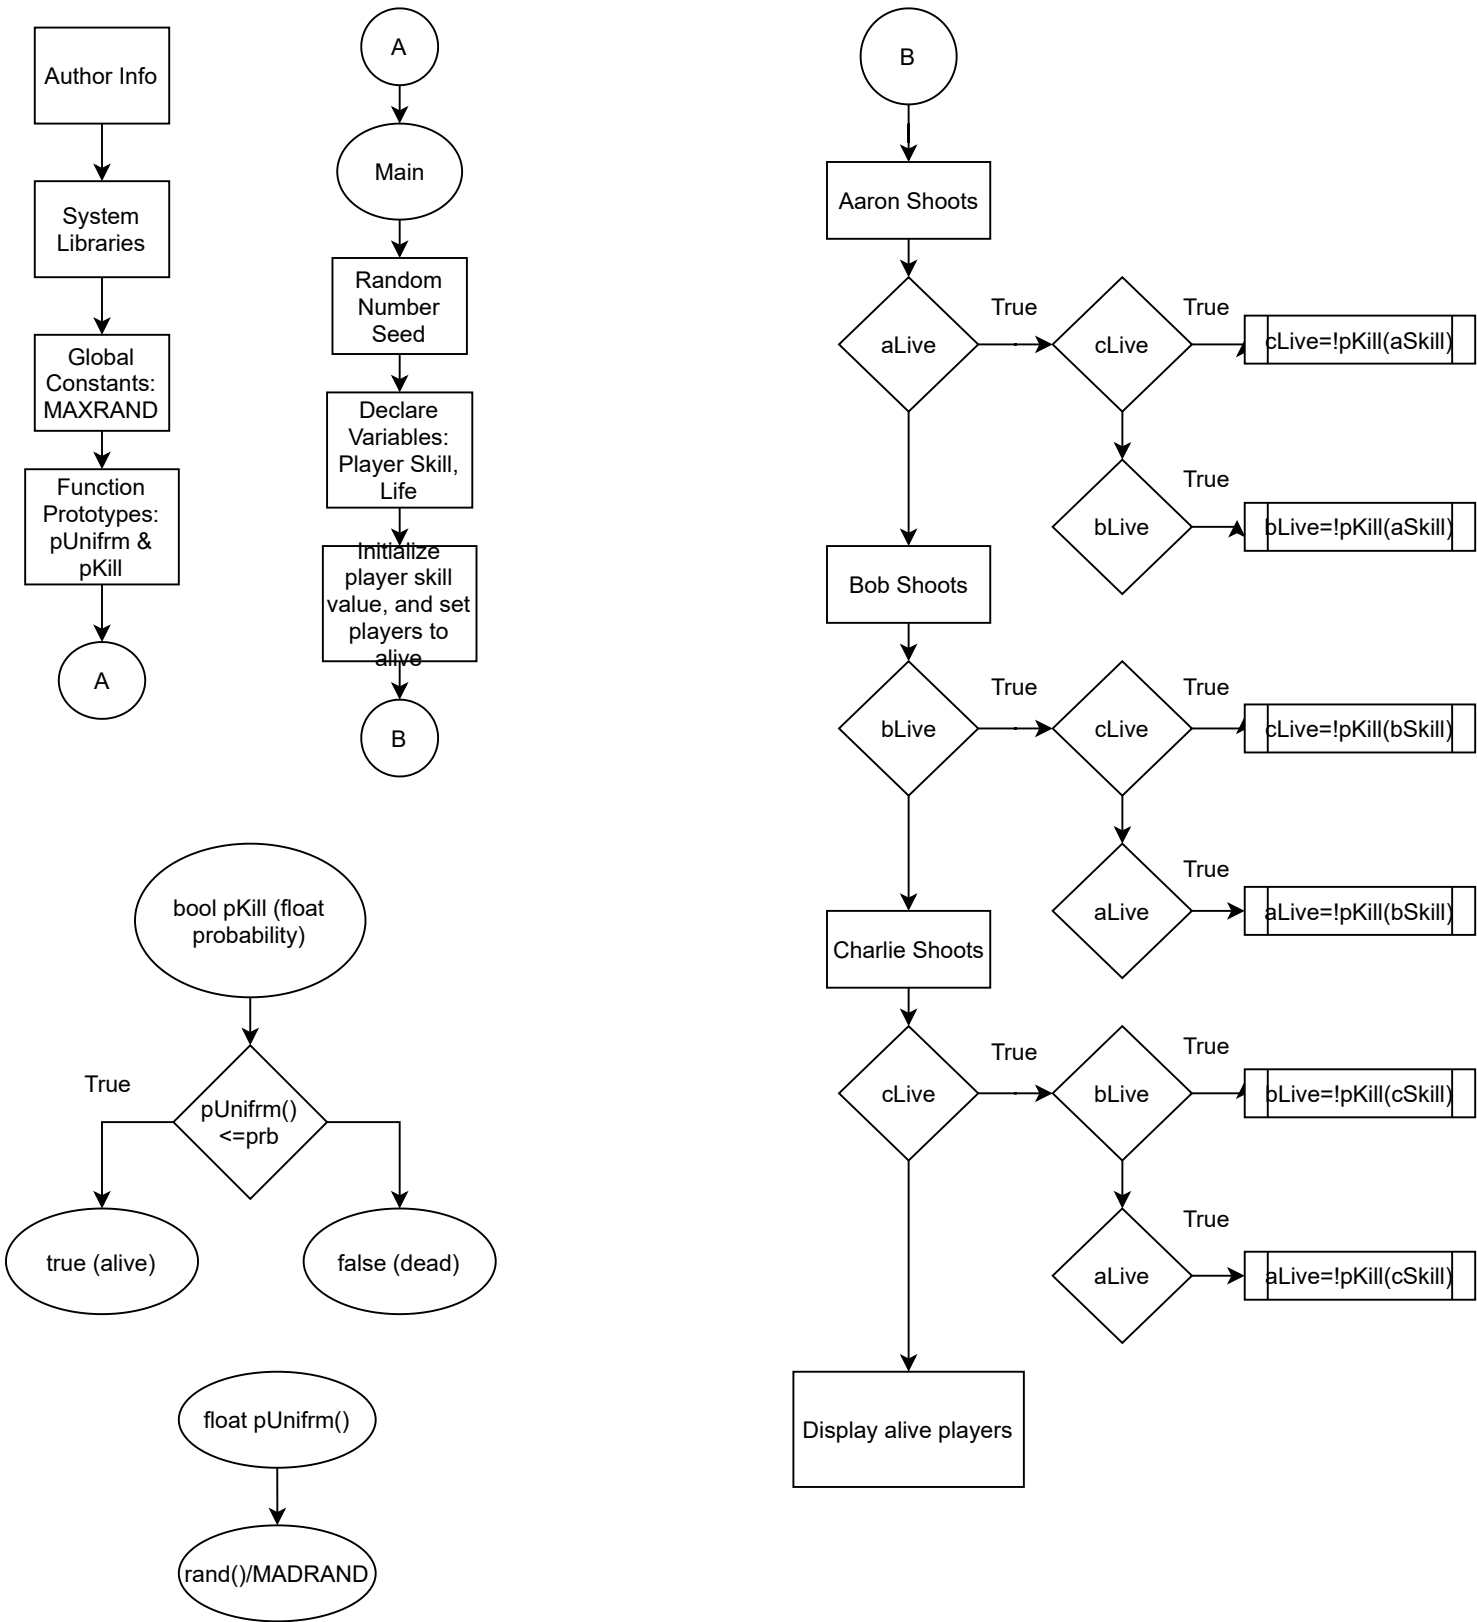 Author Info
System
Libraries
Global
Constants:
MAXRAND
Function
Prototypes:
pUnifrm &
pKill
A
A
Main
Random
Number
Seed
Declare
Variables:
Player Skill,
Life
Initialize
player skill
value, and set
players to
alive
B
bool pKill (float
probability)
True
pUnifrm()
<=prb
true (alive)
false (dead)
float pUnifrm()
rand()/MADRAND
B
Aaron Shoots
aLive
True
cLive
True
cLive=!pKill(aSkill)
bLive
True
bLive=!pKill(aSkill)
Bob Shoots
bLive
True
cLive
True
cLive=!pKill(bSkill)
aLive
True
aLive=!pKill(bSkill)
Charlie Shoots
cLive
True
bLive
True
bLive=!pKill(cSkill)
aLive
True
aLive=!pKill(cSkill)
Display alive players